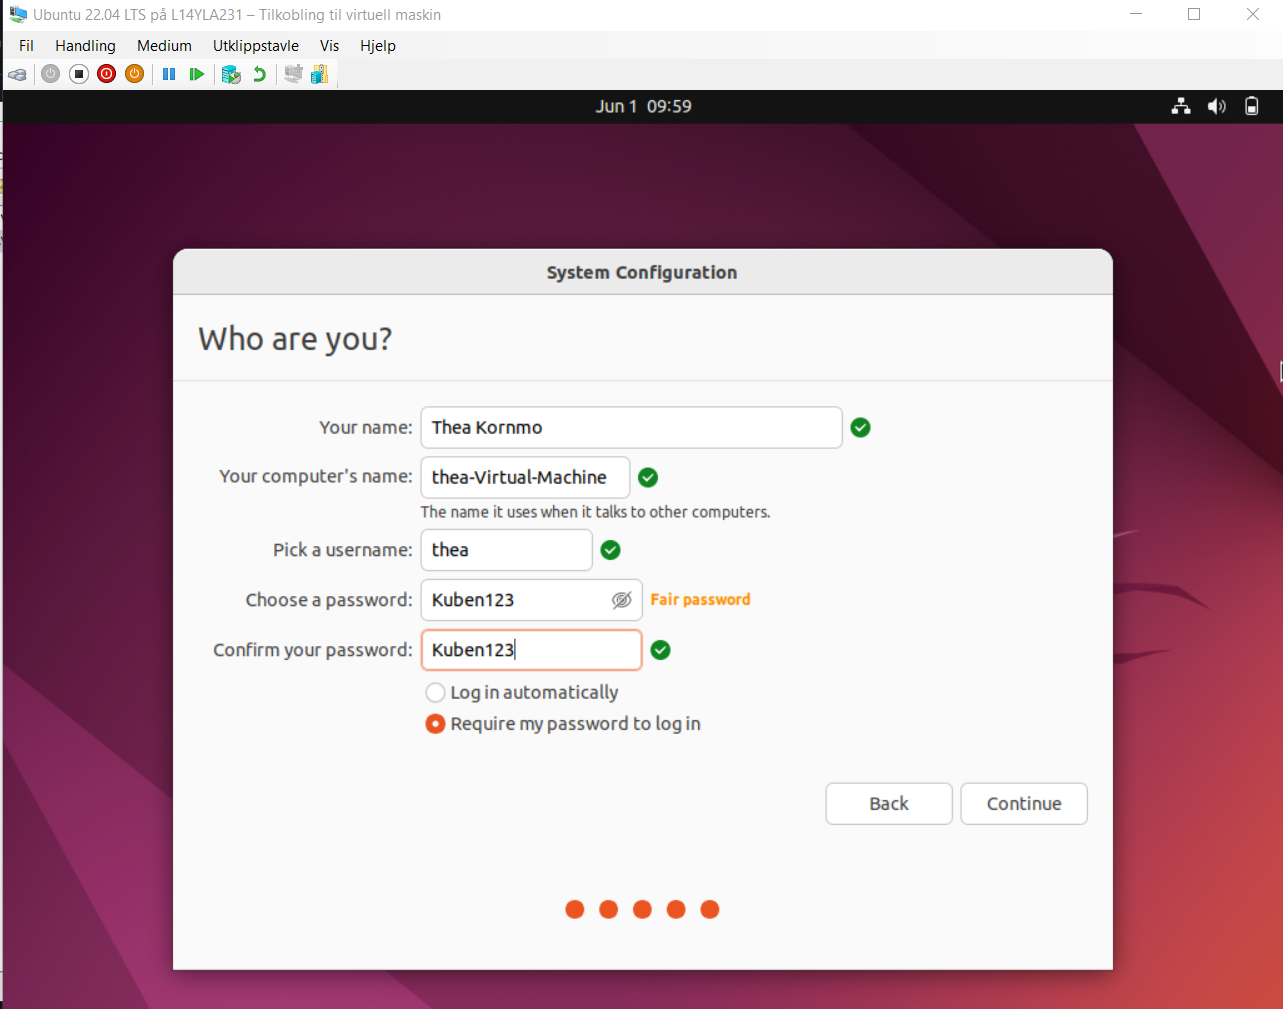 Ubuntu 22.04 LTS på L14YLA231 – Tilkobling til virtuell maskin
Fil Handling Medium Utklippstavle Vis Hjelp
Jun 1 09:59
System Configuration
Who are you?
Your name: Thea Kornmo
Your computer's name: thea-Virtual-Machine
The name it uses when it talks to other computers.
Pick a username: thea
Choose a password: Kuben123 Fair password
Confirm your password: Kuben123
Log in automatically
Require my password to log in
Back Continue